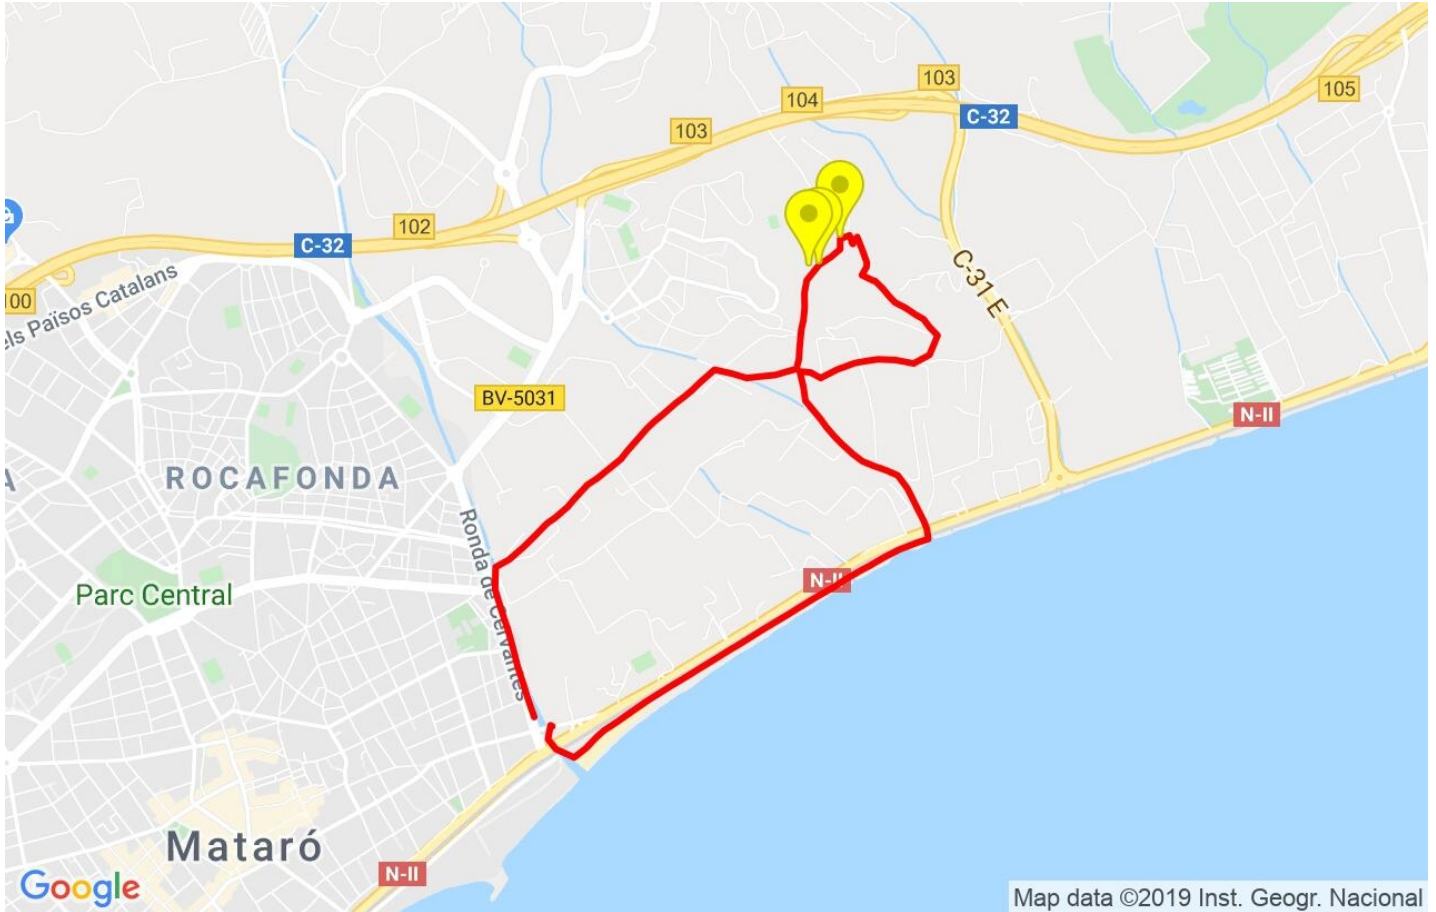 103
105
104
C-32
103
102
C-32
100
els Països Catalans
C-31 E
BV-5031
N-II
ROCAFONDA
Ronda de Cervantes
N-II
Parc Central
Mataró
N-II
Google
Map data ©2019 Inst. Geogr. Nacional